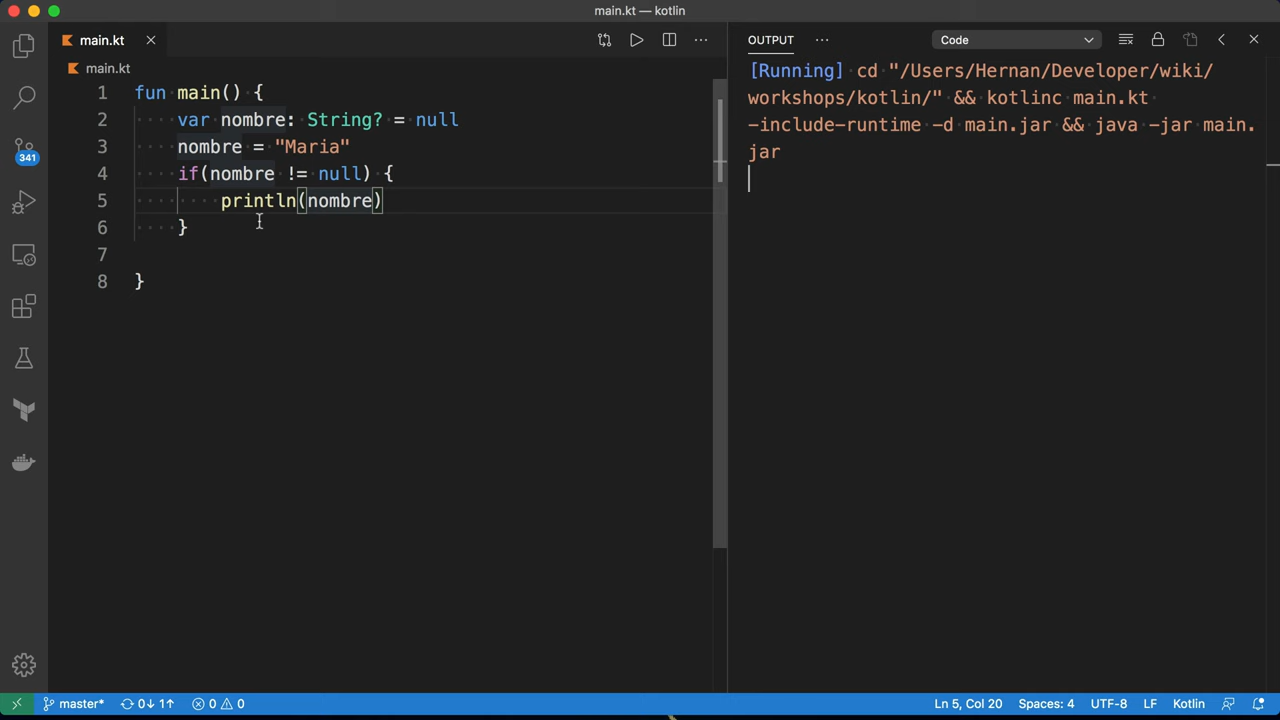 main.kt — kotlin
main.kt
main.kt
1 fun main() {
2 var nombre: String? = null
3 nombre = "Maria"
4 if(nombre != null) {
5 println(nombre)
6 }
7
8 }
OUTPUT
Code
[Running] cd "/Users/Hernan/Developer/wiki/
workshops/kotlin/" && kotlinc main.kt
-include-runtime -d main.jar && java -jar main.
jar
341
master* 0↓ 1↑ 0 0 Ln 5, Col 20 Spaces: 4 UTF-8 LF Kotlin